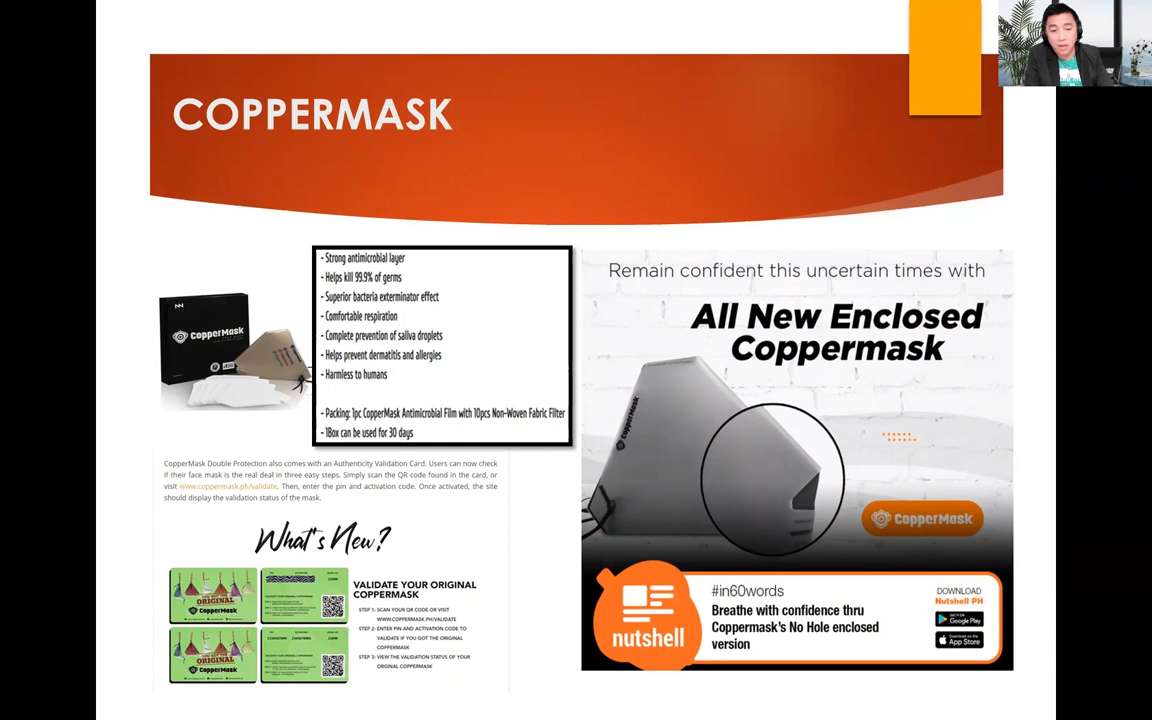 COPPERMASK
CopperMask
- Strong antimicrobial layer
- Helps kill 99.9% of germs
- Superior bacteria exterminator effect
- Comfortable respiration
- Complete prevention of saliva droplets
- Helps prevent dermatitis and allergies
- Harmless to humans
- Packing: 1pc CopperMask Antimicrobial Film with 10pcs Non-Woven Fabric Filter
- 1Box can be used for 30 days
CopperMask Double Protection also comes with an Authenticity Validation Card. Users can now check
if their face mask is the real deal in three easy steps. Simply scan the QR code found in the card, or
visit www.coppermask.ph/validate. Then, enter the pin and activation code. Once activated, the site
should display the validation status of the mask.
What's New?
ORIGINAL
CopperMask
ORIGINAL
CopperMask
VALIDATE YOUR ORIGINAL
COPPERMASK
STEP 1: SCAN YOUR QR CODE OR VISIT
WWW.COPPERMASK.PH/VALIDATE
STEP 2: ENTER PIN AND ACTIVATION CODE TO
VALIDATE IF YOU GOT THE ORIGINAL
COPPERMASK
STEP 3: VIEW THE VALIDATION STATUS OF YOUR
ORIGINAL COPPERMASK
Remain confident this uncertain times with
All New Enclosed
Coppermask
CopperMask
CopperMask
nutshell
#in60words
Breathe with confidence thru
Coppermask's No Hole enclosed
version
DOWNLOAD
Nutshell PH
GET IT ON
Google Play
Download on the
App Store